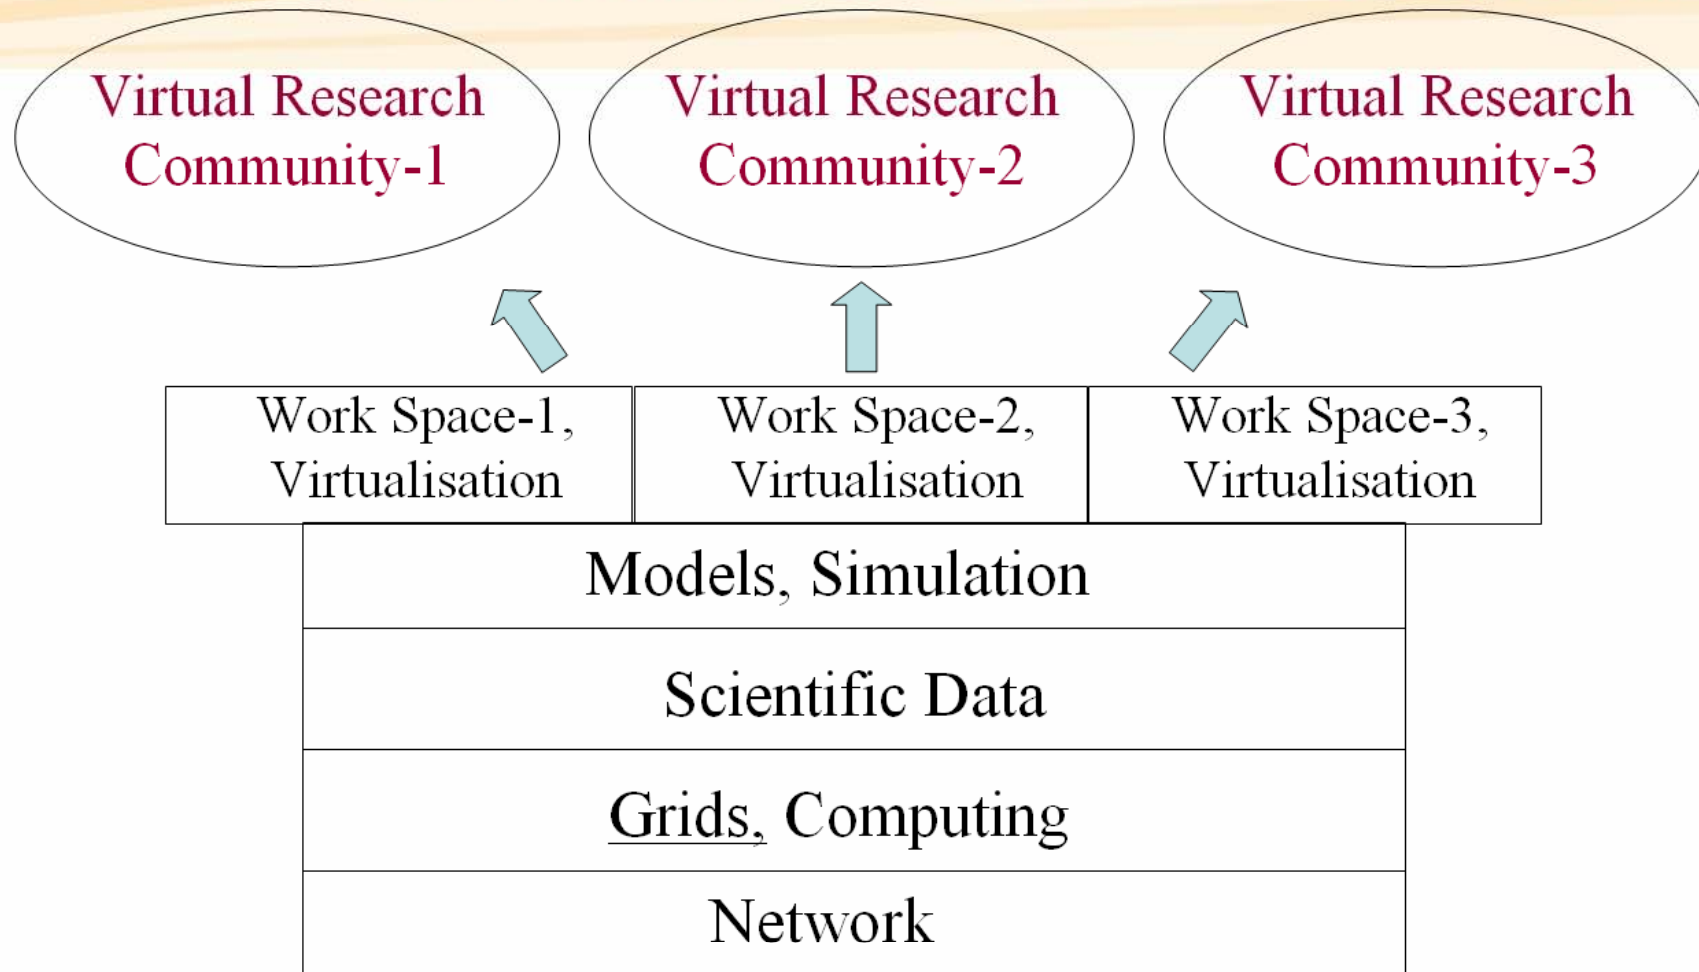 Virtual Research
Community-1
Virtual Research
Community-2
Virtual Research
Community-3
Work Space-1,
Virtualisation
Work Space-2,
Virtualisation
Work Space-3,
Virtualisation
Models, Simulation
Scientific Data
Grids, Computing
Network